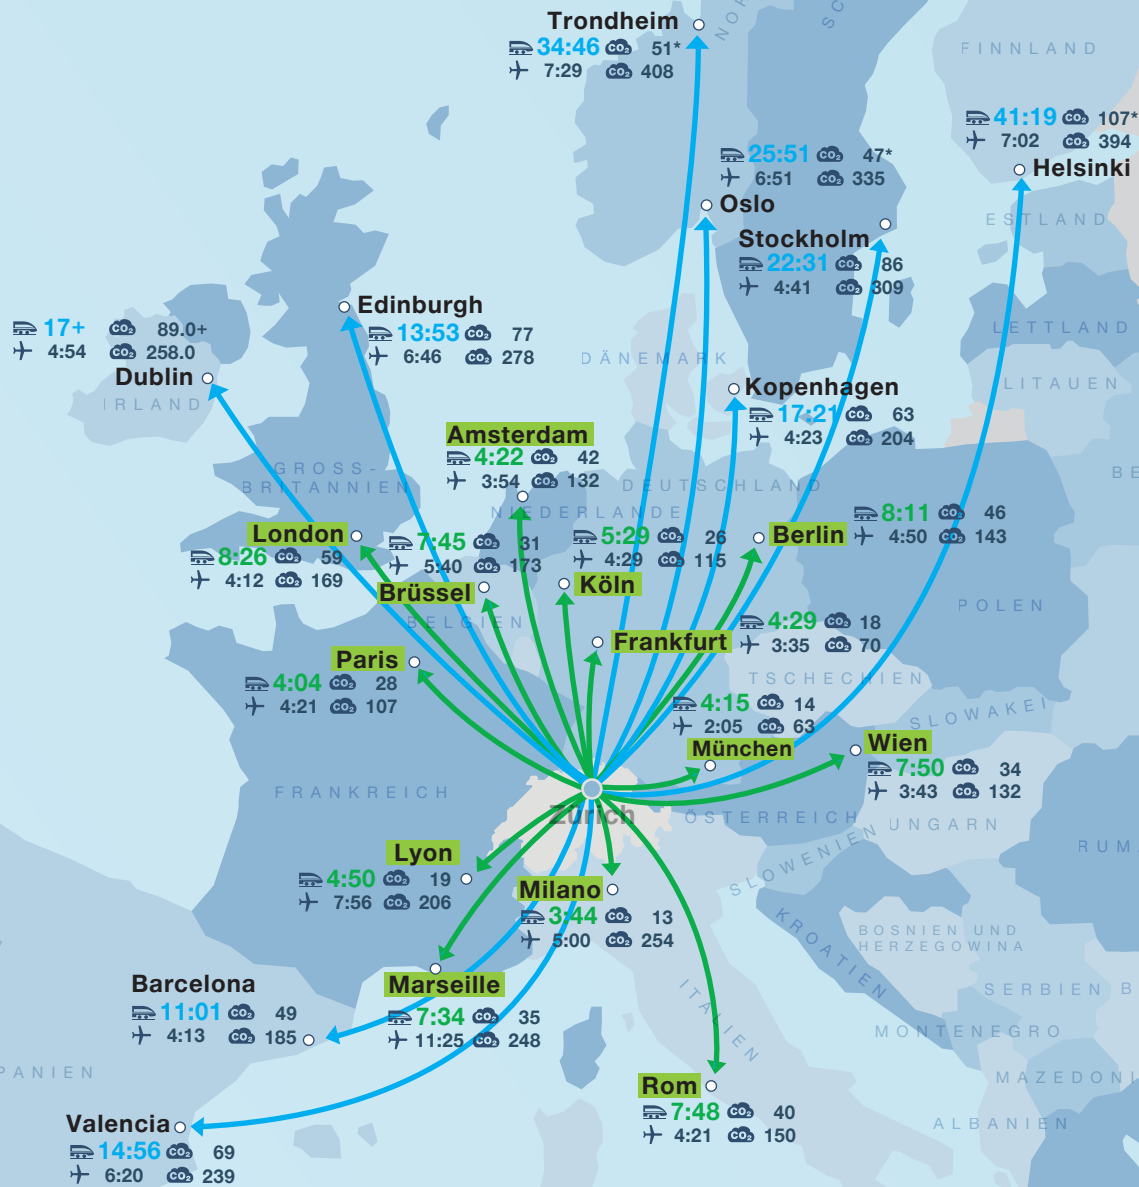 Trondheim
34:46 CO₂ 51*
7:29 CO₂ 408
NOR
SC
FINNLAND
41:19 CO₂ 107*
7:02 CO₂ 394
Helsinki
25:51 CO₂ 47*
6:51 CO₂ 335
Oslo
ESTLAND
Stockholm
22:31 CO₂ 86
4:41 CO₂ 309
Edinburgh
13:53 CO₂ 77
6:46 CO₂ 278
17+ CO₂ 89.0+
4:54 CO₂ 258.0
Dublin
IRLAND
LETTLAND
DÄNEMARK
LITAUEN
Kopenhagen
17:21 CO₂ 63
4:23 CO₂ 204
Amsterdam
4:22 CO₂ 42
3:54 CO₂ 132
GROSS-
BRITANNIEN
DEUTSCHLAND
BE
NIEDERLANDE
London
8:26 CO₂ 59
4:12 CO₂ 169
7:45 CO₂ 31
5:40 CO₂ 173
Brüssel
5:29 CO₂ 26
4:29 CO₂ 115
Köln
Berlin
8:11 CO₂ 46
4:50 CO₂ 143
POLEN
BELGIEN
Frankfurt
4:29 CO₂ 18
3:35 CO₂ 70
Paris
4:04 CO₂ 28
4:21 CO₂ 107
TSCHECHIEN
4:15 CO₂ 14
2:05 CO₂ 63
München
SLOWAKEI
Wien
7:50 CO₂ 34
3:43 CO₂ 132
FRANKREICH
Zürich
ÖSTERREICH
UNGARN
SLOWENIEN
RUM
Lyon
4:50 CO₂ 19
7:56 CO₂ 206
Milano
3:44 CO₂ 13
5:00 CO₂ 254
KROATIEN
BOSNIEN UND
HERZEGOWINA
Barcelona
11:01 CO₂ 49
4:13 CO₂ 185
Marseille
7:34 CO₂ 35
11:25 CO₂ 248
ITALIEN
SERBIEN
B
MONTENEGRO
PANIEN
MAZEDONI
Rom
7:48 CO₂ 40
4:21 CO₂ 150
ALBANIEN
Valencia
14:56 CO₂ 69
6:20 CO₂ 239